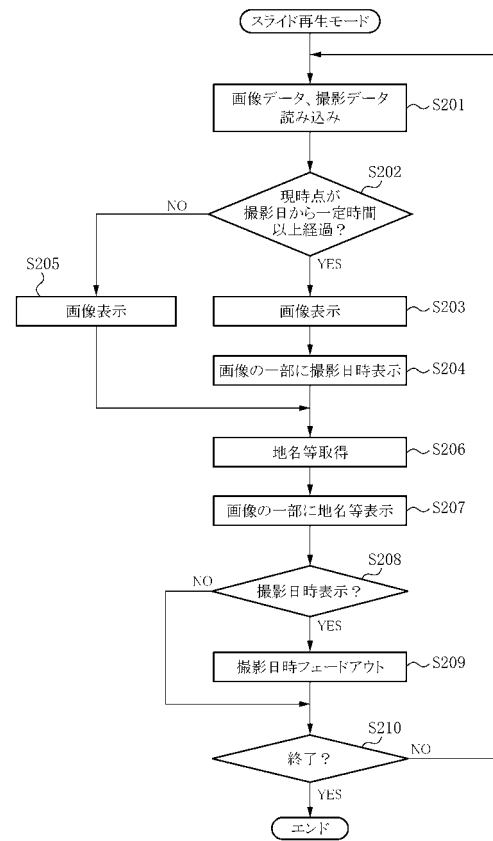 スライド再生モード
画像データ、撮影データ
読み込み
S201
S202
現時点が
撮影日から一定時間
以上経過?
NO
YES
S205
画像表示
画像表示
S203
画像の一部に撮影日時表示
S204
地名等取得
S206
画像の一部に地名等表示
S207
S208
撮影日時表示?
NO
YES
撮影日時フェードアウト
S209
S210
終了?
NO
YES
エンド